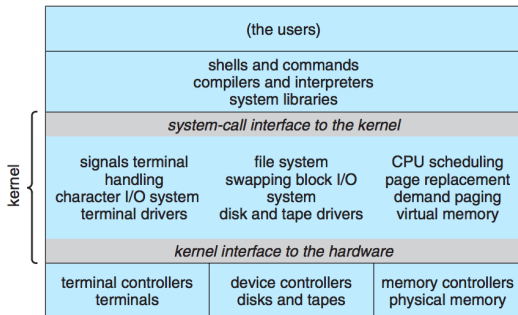 (the users)
shells and commands
compilers and interpreters
system libraries
kernel
system-call interface to the kernel
signals terminal
handling
character I/O system
terminal drivers
file system
swapping block I/O
system
disk and tape drivers
CPU scheduling
page replacement
demand paging
virtual memory
kernel interface to the hardware
terminal controllers
terminals
device controllers
disks and tapes
memory controllers
physical memory